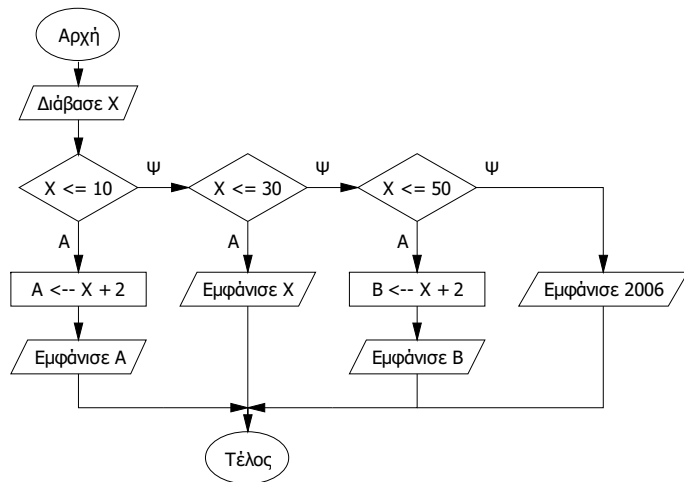 Αρχή
Διάβασε Χ
Ψ
Ψ
Ψ
Χ <= 10
Χ <= 30
Χ <= 50
Α
Α
Α
Α <-- Χ + 2
Εμφάνισε Χ
Β <-- Χ + 2
Εμφάνισε 2006
Εμφάνισε Α
Εμφάνισε Β
Τέλος